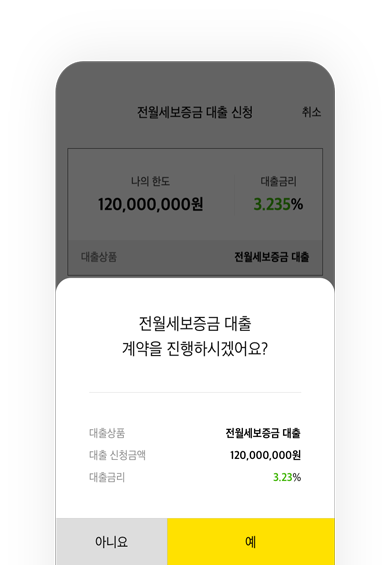 전월세보증금 대출 신청 취소
나의 한도 대출금리
120,000,000원 3.235%
대출상품 전월세보증금 대출
전월세보증금 대출
계약을 진행하시겠어요?
대출상품 전월세보증금 대출
대출 신청금액 120,000,000원
대출금리 3.23%
아니요 예